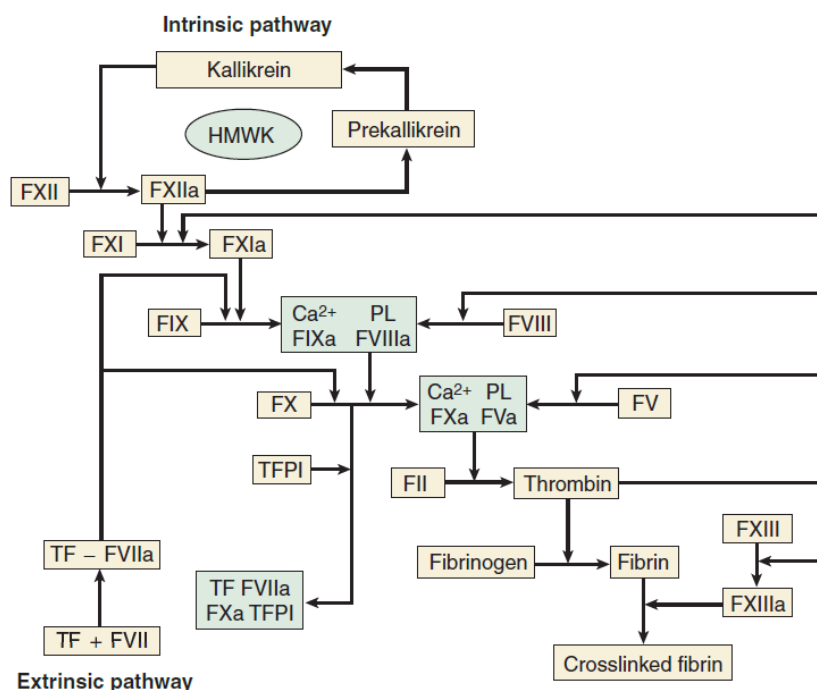 Intrinsic pathway
Kallikrein
HMWK
Prekallikrein
FXII
FXIIa
FXI
FXIa
FIX
Ca²⁺ PL
FIXa FVIIIa
FVIII
FX
Ca²⁺ PL
FXa FVa
FV
TFPI
FII
Thrombin
FXIII
TF – FVIIa
Fibrinogen
Fibrin
TF FVIIa
FXa TFPI
FXIIIa
TF + FVII
Crosslinked fibrin
Extrinsic pathway